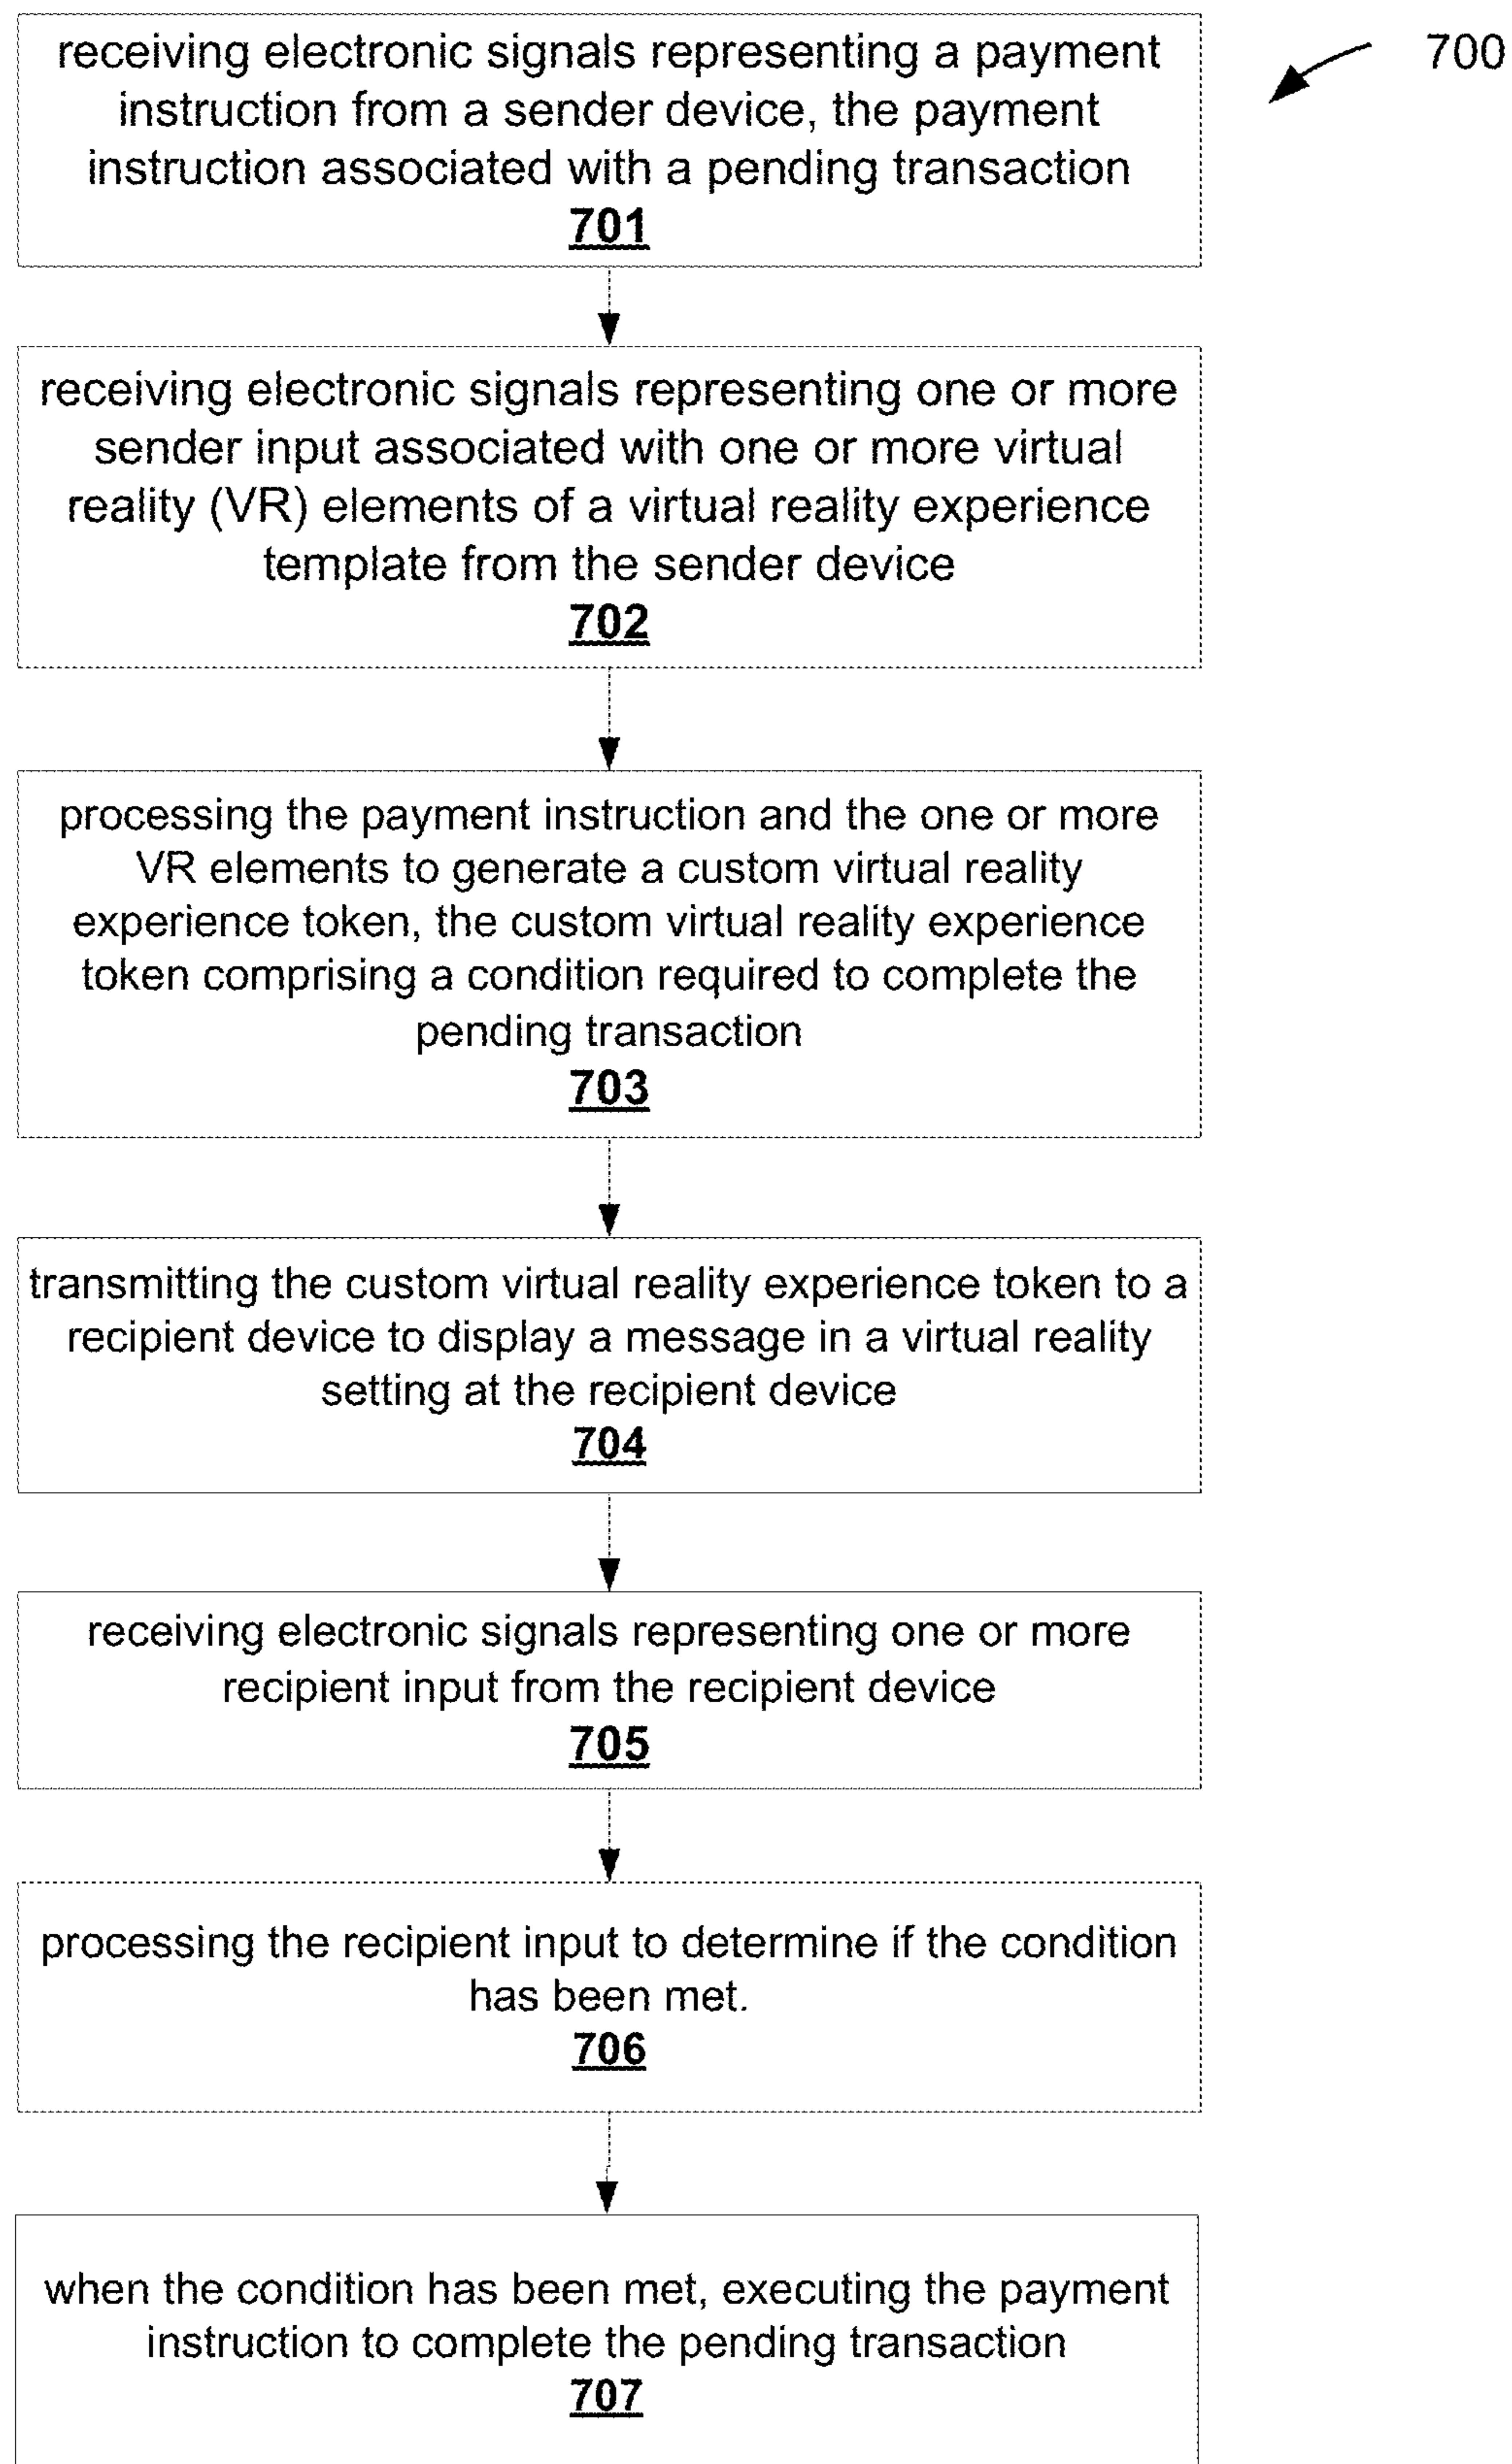 700
receiving electronic signals representing a payment
instruction from a sender device, the payment
instruction associated with a pending transaction
701
receiving electronic signals representing one or more
sender input associated with one or more virtual
reality (VR) elements of a virtual reality experience
template from the sender device
702
processing the payment instruction and the one or more
VR elements to generate a custom virtual reality
experience token, the custom virtual reality experience
token comprising a condition required to complete the
pending transaction
703
transmitting the custom virtual reality experience token to a
recipient device to display a message in a virtual reality
setting at the recipient device
704
receiving electronic signals representing one or more
recipient input from the recipient device
705
processing the recipient input to determine if the condition
has been met.
706
when the condition has been met, executing the payment
instruction to complete the pending transaction
707